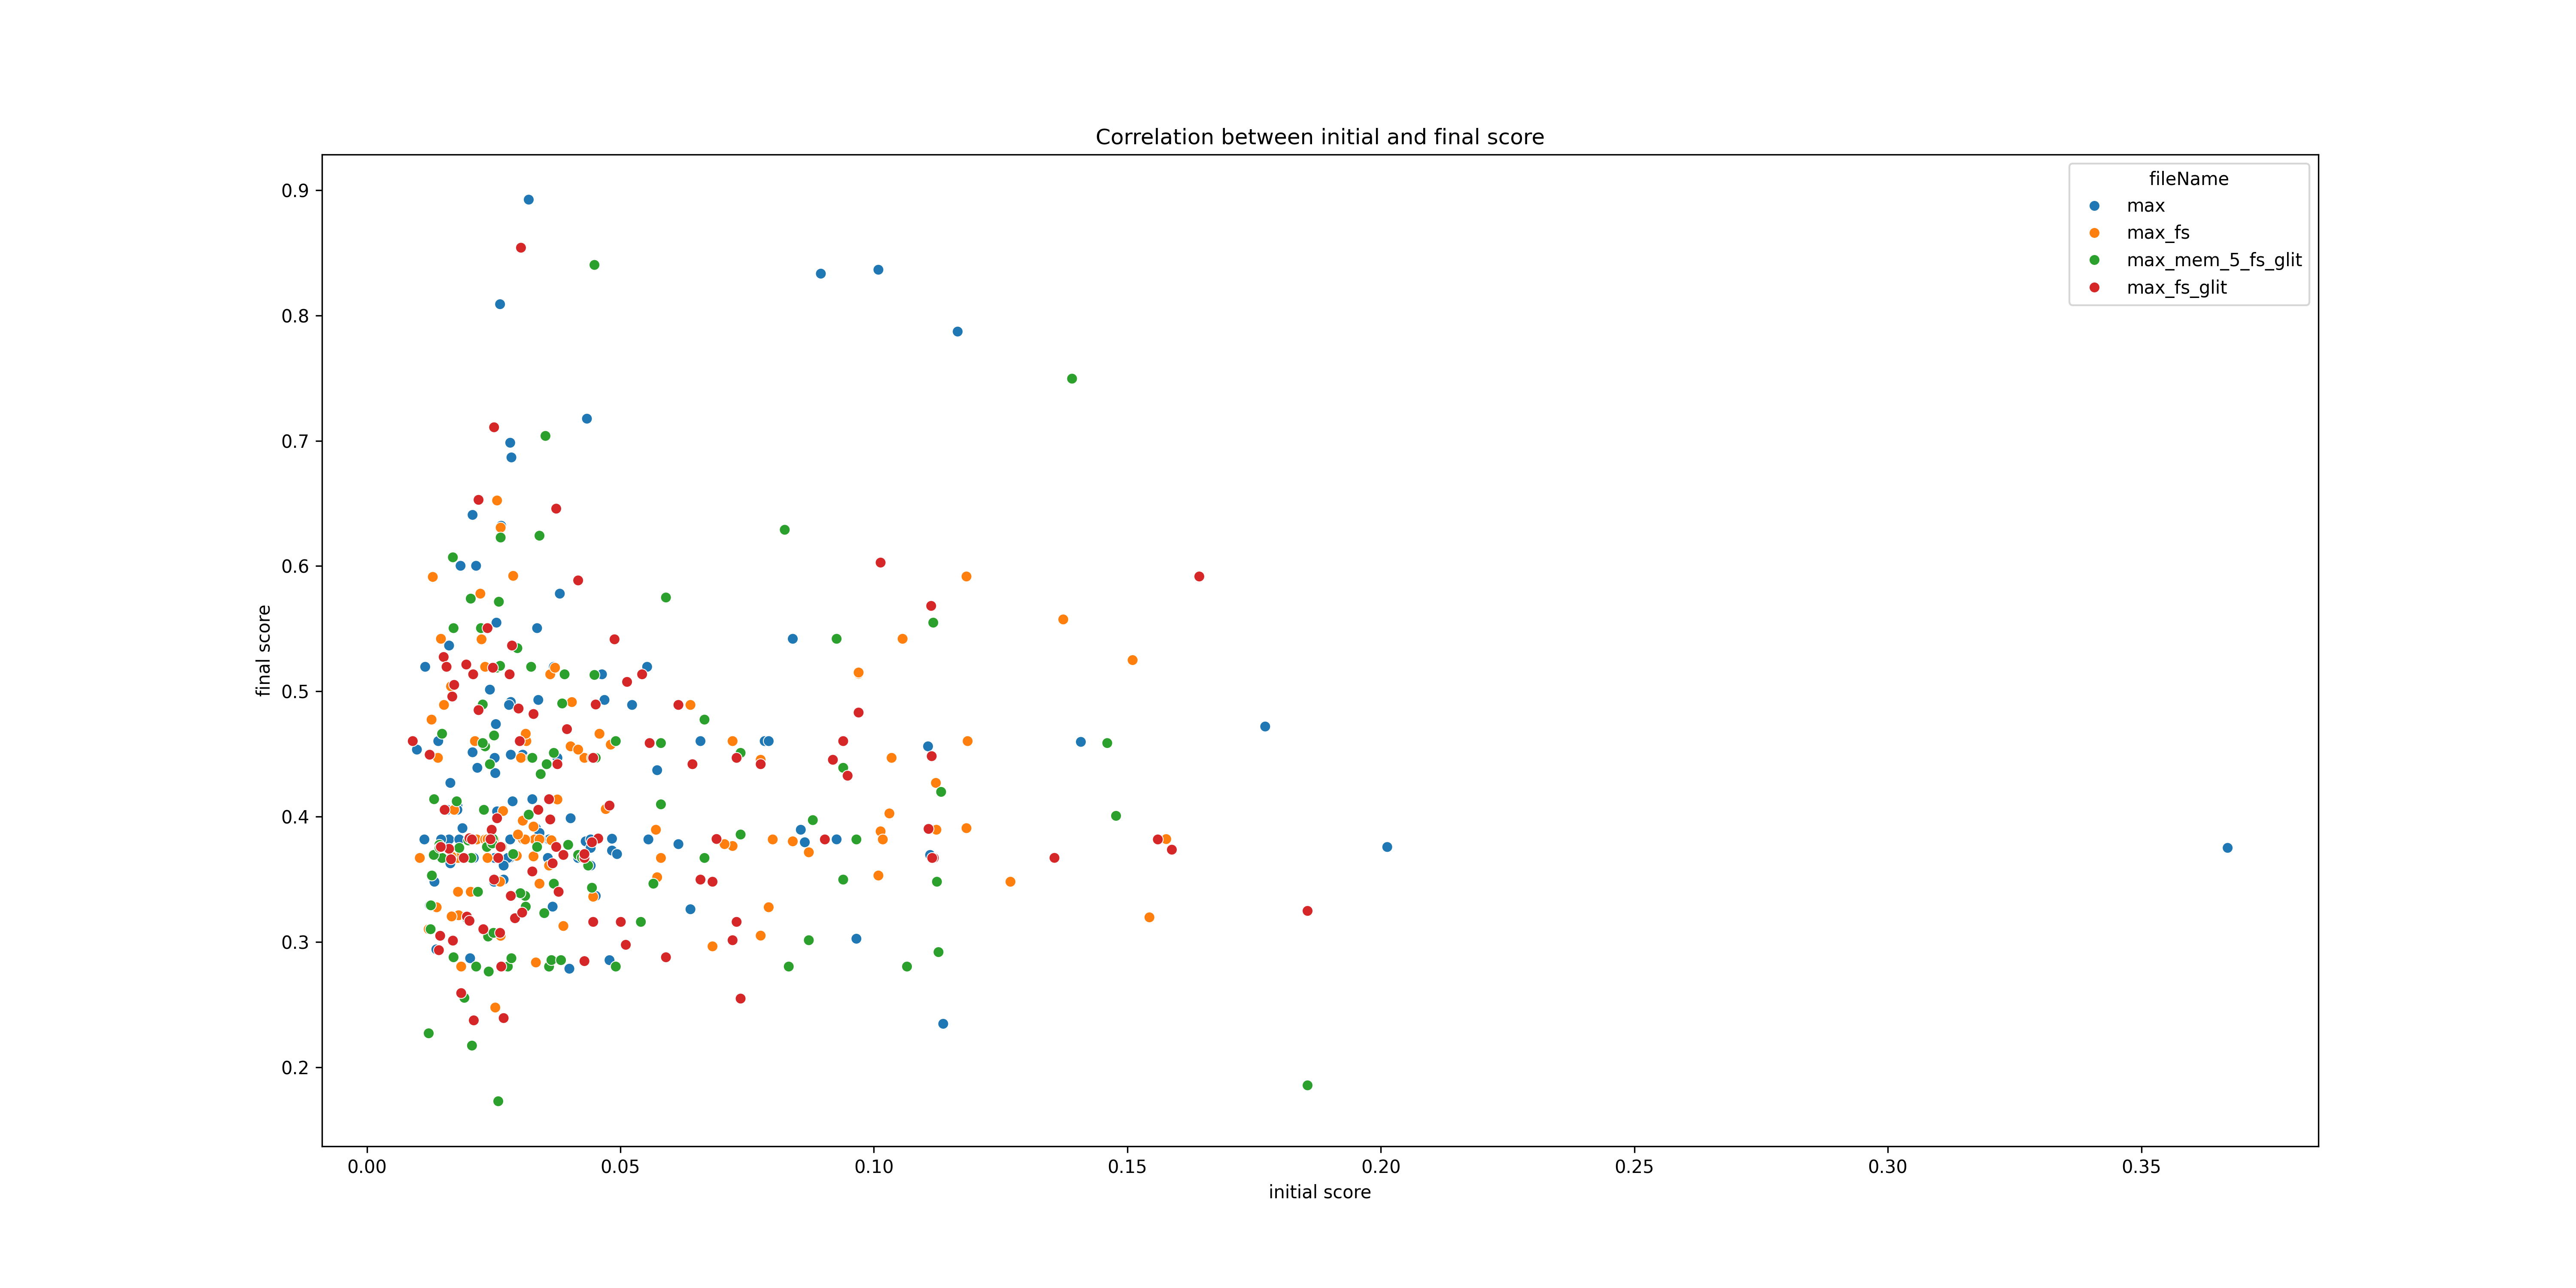 Correlation between initial and final score
fileName
max
max_fs
max_mem_5_fs_glit
max_fs_glit
final score
0.9
0.8
0.7
0.6
0.5
0.4
0.3
0.2
0.00 0.05 0.10 0.15 0.20 0.25 0.30 0.35
initial score